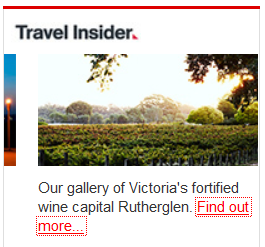 Travel Insider.
Our gallery of Victoria's fortified
wine capital Rutherglen. Find out
more...